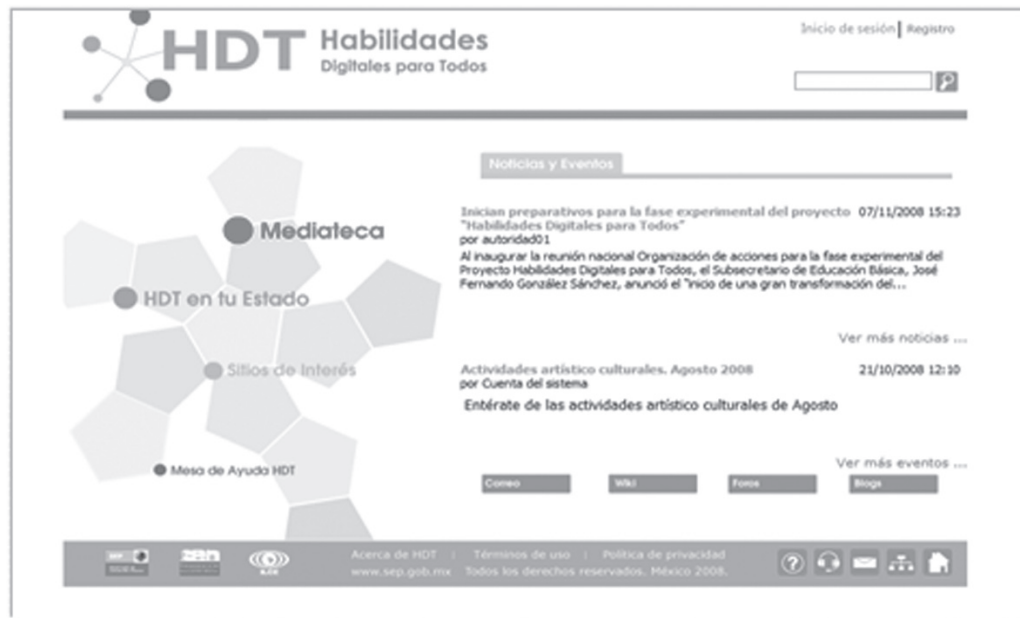 Inicio de sesión | Registro
HDT Habilidades
Digitales para Todos
Noticias y Eventos
Inician preparativos para la fase experimental del proyecto 07/11/2008 15:23
"Habilidades Digitales para Todos"
por autoridad01
Al inaugurar la reunión nacional Organización de acciones para la fase experimental del
Proyecto Habilidades Digitales para Todos, el Subsecretario de Educación Básica, José
Fernando González Sánchez, anunció el "inicio de una gran transformación del...
Ver más noticias ...
Actividades artístico culturales. Agosto 2008 21/10/2008 12:10
por Cuenta del sistema
Entérate de las actividades artístico culturales de Agosto
Ver más eventos ...
Correo Wiki Foros Blogs
Mediateca
HDT en tu Estado
Sitios de Interés
Mesa de Ayuda HDT
SEP
ILCE
Acerca de HDT | Términos de uso | Política de privacidad
www.sep.gob.mx Todos los derechos reservados. México 2008.
?